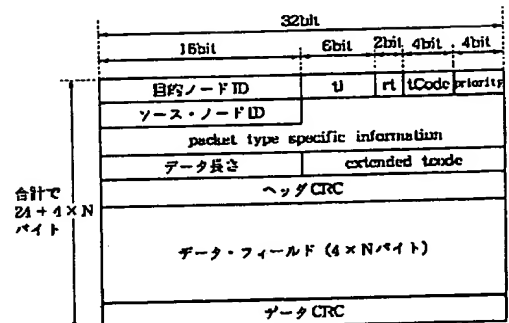 32bit
16bit 6bit 2bit 4bit 4bit
目的ノードID tl rt tCode priority
ソース・ノードID
packet type specific information
データ長さ extended tcode
ヘッダCRC
合計で
24+4×N
バイト
データ・フィールド (4×Nバイト)
データCRC